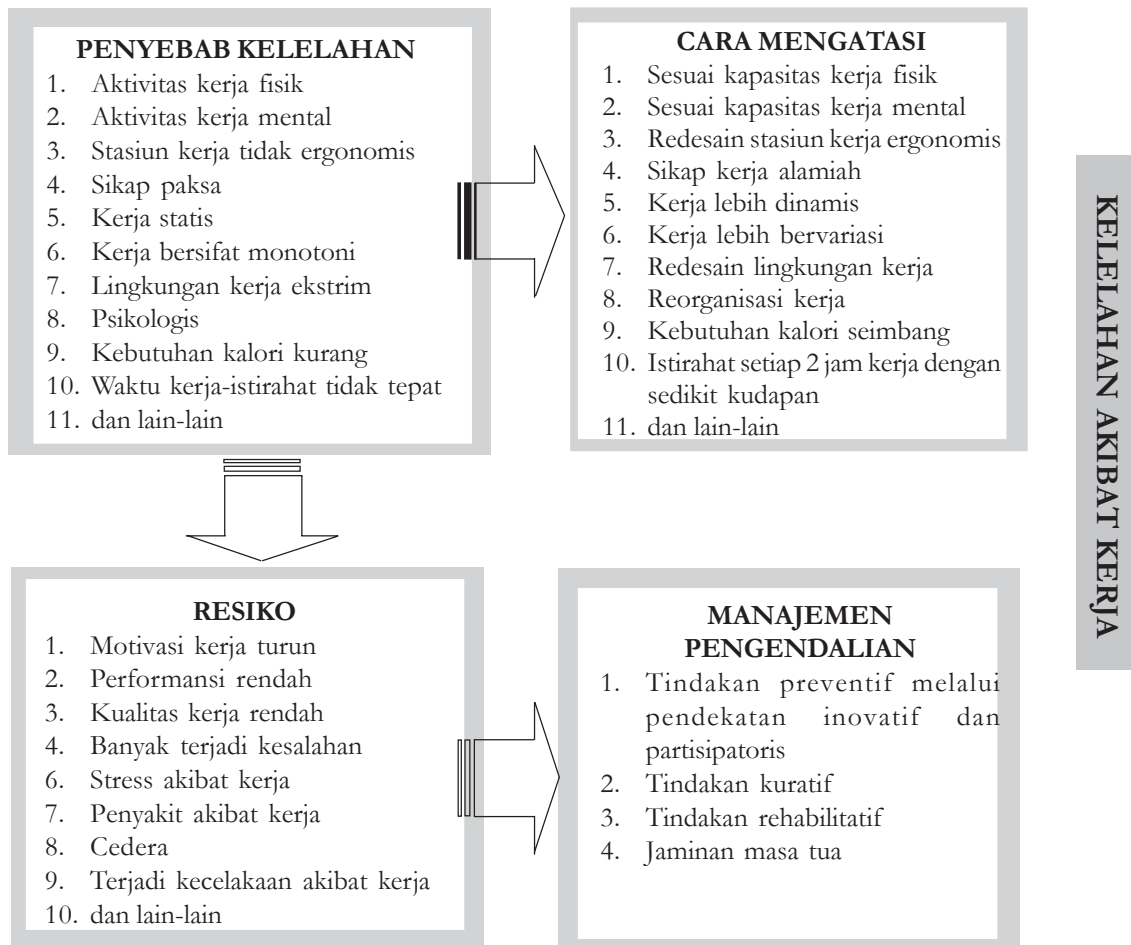 PENYEBAB KELELAHAN
1. Aktivitas kerja fisik
2. Aktivitas kerja mental
3. Stasiun kerja tidak ergonomis
4. Sikap paksa
5. Kerja statis
6. Kerja bersifat monotoni
7. Lingkungan kerja ekstrim
8. Psikologis
9. Kebutuhan kalori kurang
10. Waktu kerja-istirahat tidak tepat
11. dan lain-lain
CARA MENGATASI
1. Sesuai kapasitas kerja fisik
2. Sesuai kapasitas kerja mental
3. Redesain stasiun kerja ergonomis
4. Sikap kerja alamiah
5. Kerja lebih dinamis
6. Kerja lebih bervariasi
7. Redesain lingkungan kerja
8. Reorganisasi kerja
9. Kebutuhan kalori seimbang
10. Istirahat setiap 2 jam kerja dengan
sedikit kudapan
11. dan lain-lain
RESIKO
1. Motivasi kerja turun
2. Performansi rendah
3. Kualitas kerja rendah
4. Banyak terjadi kesalahan
6. Stress akibat kerja
7. Penyakit akibat kerja
8. Cedera
9. Terjadi kecelakaan akibat kerja
10. dan lain-lain
MANAJEMEN
PENGENDALIAN
1. Tindakan preventif melalui
pendekatan inovatif dan
partisipatoris
2. Tindakan kuratif
3. Tindakan rehabilitatif
4. Jaminan masa tua
KELELAHAN AKIBAT KERJA